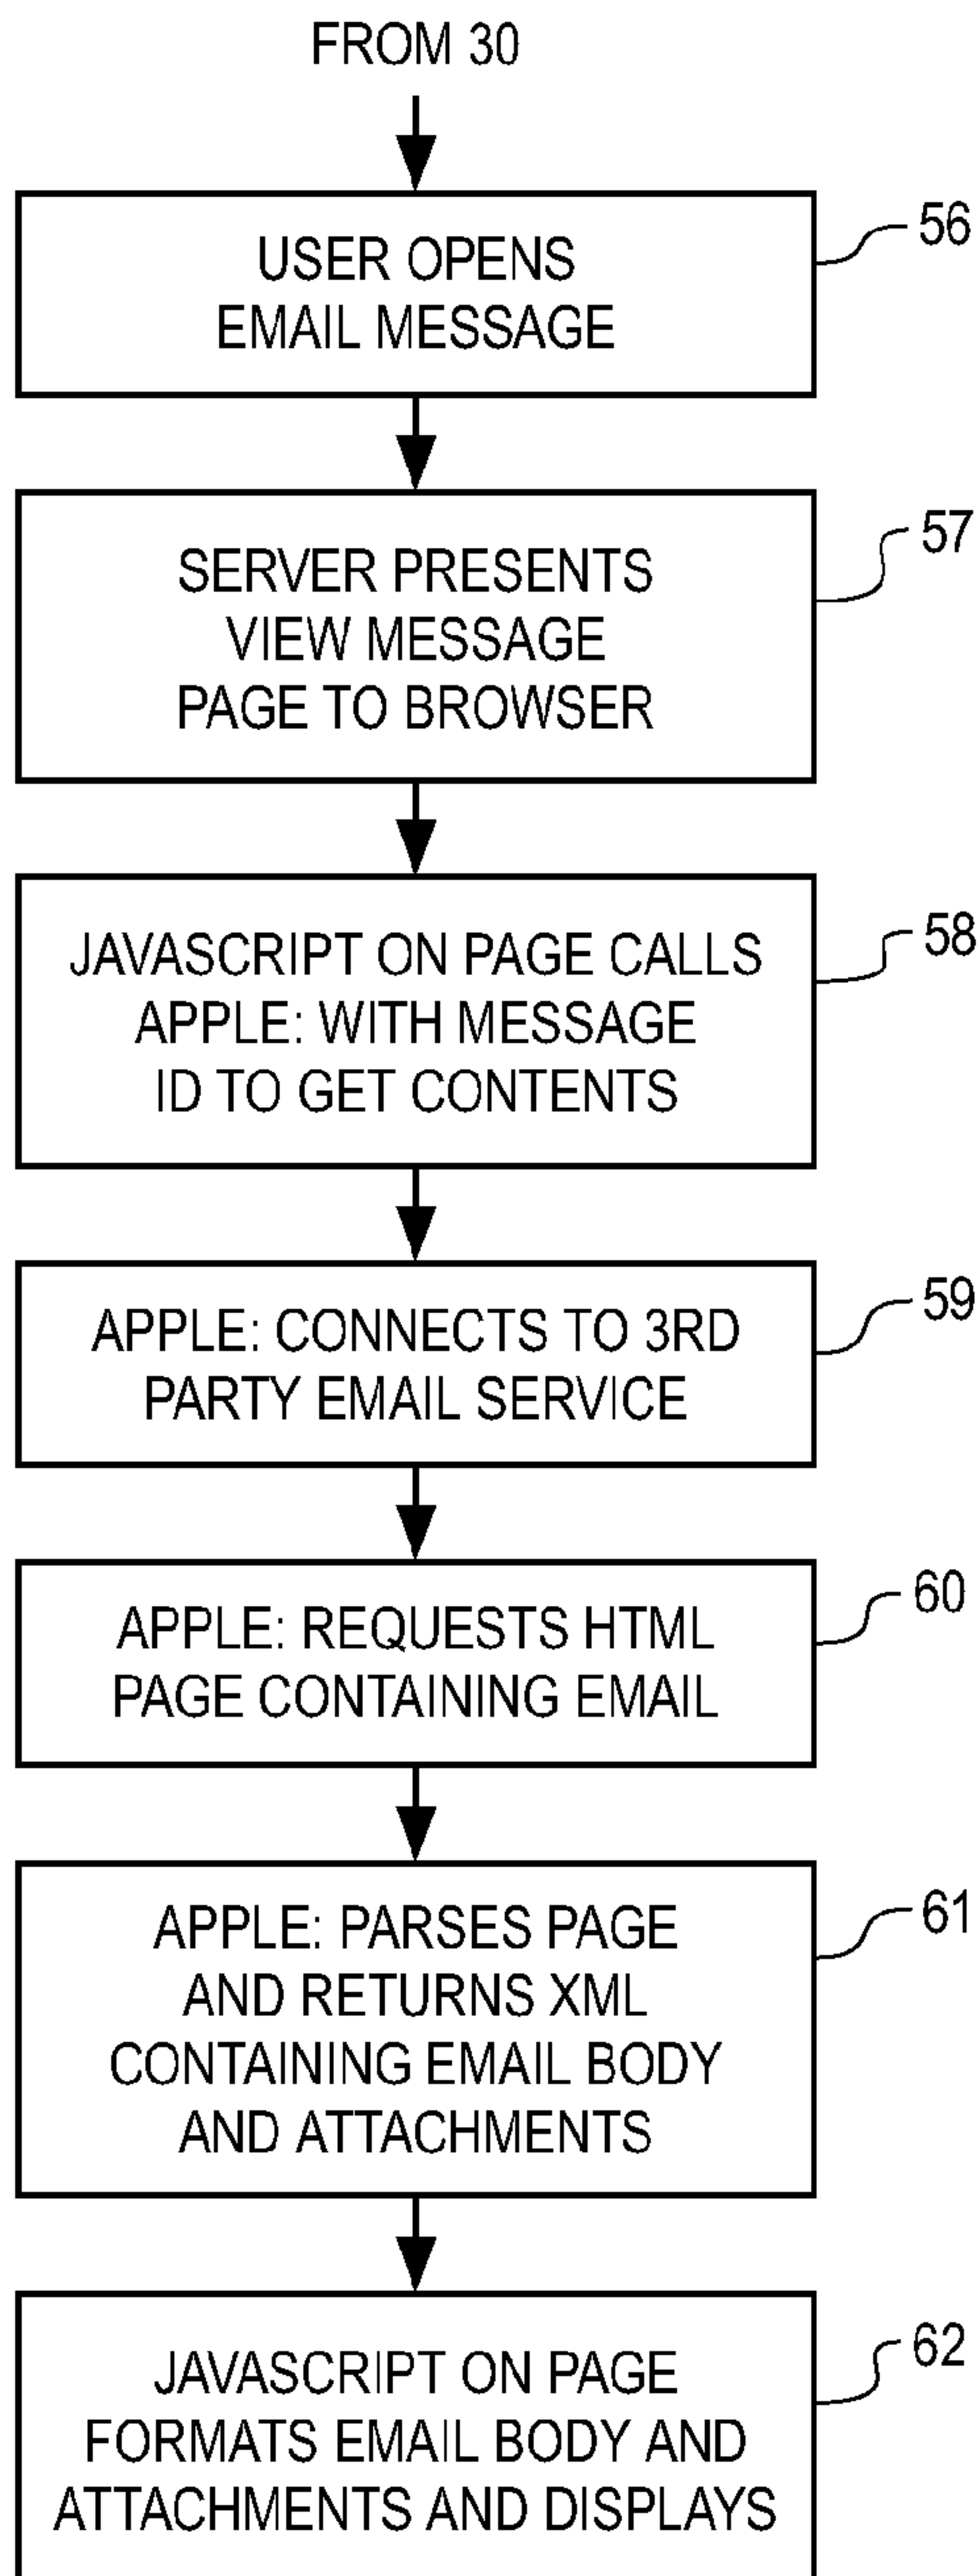 FROM 30
USER OPENS
EMAIL MESSAGE
56
SERVER PRESENTS
VIEW MESSAGE
PAGE TO BROWSER
57
JAVASCRIPT ON PAGE CALLS
APPLE: WITH MESSAGE
ID TO GET CONTENTS
58
APPLE: CONNECTS TO 3RD
PARTY EMAIL SERVICE
59
APPLE: REQUESTS HTML
PAGE CONTAINING EMAIL
60
APPLE: PARSES PAGE
AND RETURNS XML
CONTAINING EMAIL BODY
AND ATTACHMENTS
61
JAVASCRIPT ON PAGE
FORMATS EMAIL BODY AND
ATTACHMENTS AND DISPLAYS
62